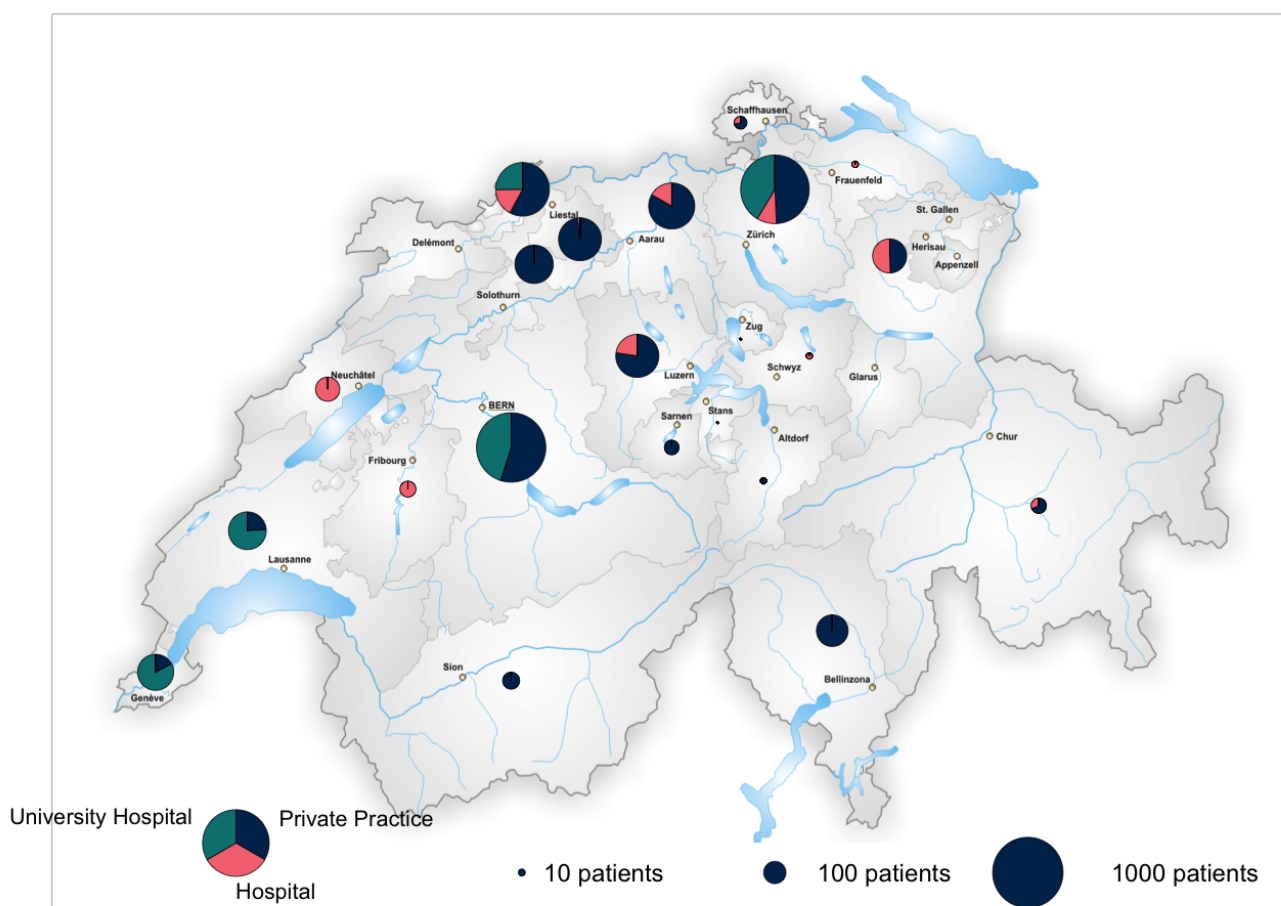 Schaffhausen
Frauenfeld
St. Gallen
Liestal
Herisau
Delémont
Aarau
Zürich
Appenzell
Solothurn
Zug
Neuchâtel
Luzern
Schwyz
Glarus
BERN
Stans
Sarnen
Altdorf
Chur
Fribourg
Lausanne
Sion
Bellinzona
Genève
University Hospital
Private Practice
Hospital
10 patients
100 patients
1000 patients